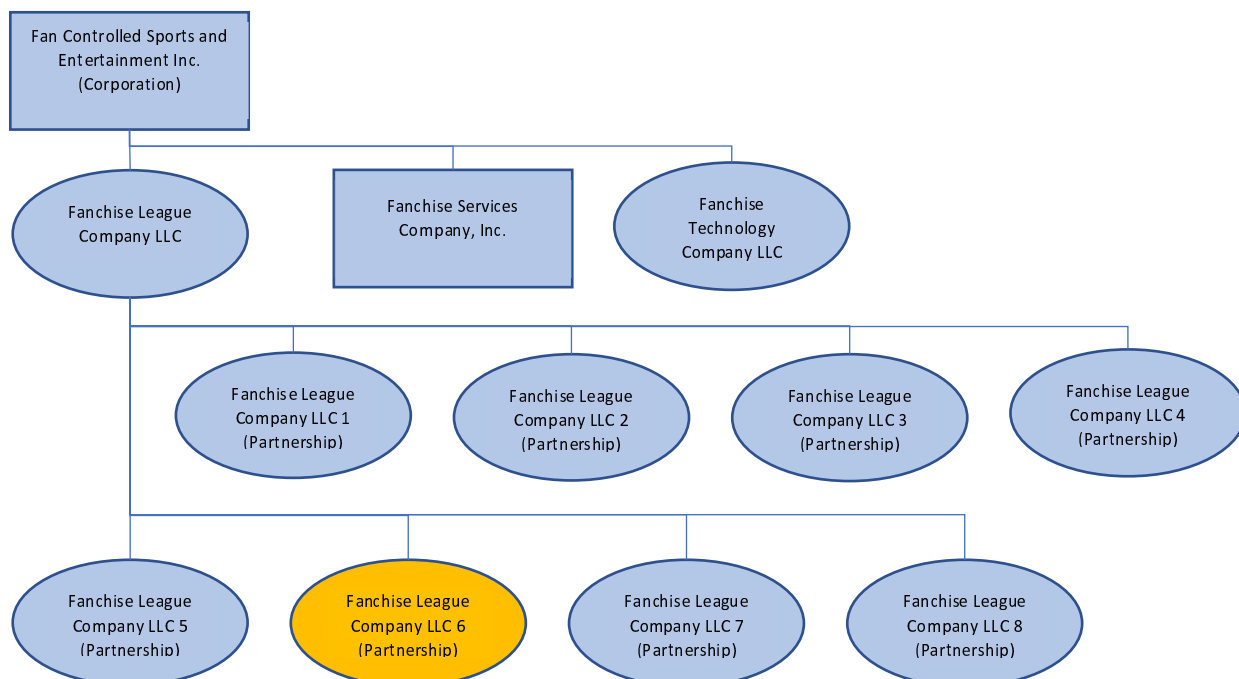 Fan Controlled Sports and
Entertainment Inc.
(Corporation)
Fanchise League
Company LLC
Fanchise Services
Company, Inc.
Fanchise
Technology
Company LLC
Fanchise League
Company LLC 1
(Partnership)
Fanchise League
Company LLC 2
(Partnership)
Fanchise League
Company LLC 3
(Partnership)
Fanchise League
Company LLC 4
(Partnership)
Fanchise League
Company LLC 5
(Partnership)
Fanchise League
Company LLC 6
(Partnership)
Fanchise League
Company LLC 7
(Partnership)
Fanchise League
Company LLC 8
(Partnership)